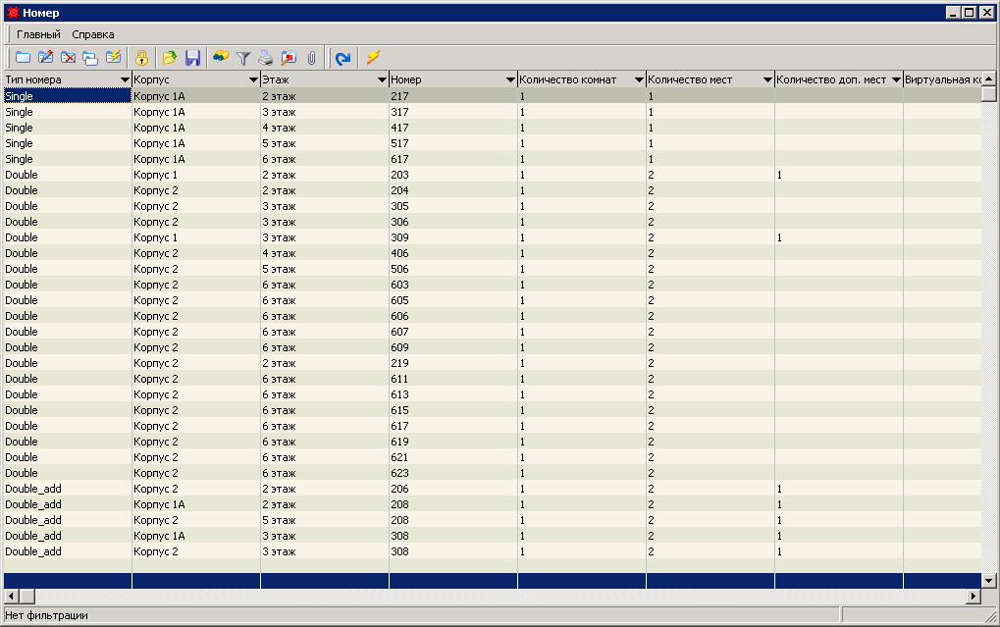 Номер
Главный Справка
Тип номера Корпус Этаж Номер Количество комнат Количество мест Количество доп. мест Виртуальная кс
Single Корпус 1А 2 этаж 217 1 1
Single Корпус 1А 3 этаж 317 1 1
Single Корпус 1А 4 этаж 417 1 1
Single Корпус 1А 5 этаж 517 1 1
Single Корпус 1А 6 этаж 617 1 1
Double Корпус 1 2 этаж 203 1 2 1
Double Корпус 2 2 этаж 204 1 2
Double Корпус 2 3 этаж 305 1 2
Double Корпус 2 3 этаж 306 1 2
Double Корпус 1 3 этаж 309 1 2 1
Double Корпус 2 4 этаж 406 1 2
Double Корпус 2 5 этаж 506 1 2
Double Корпус 2 6 этаж 603 1 2
Double Корпус 2 6 этаж 605 1 2
Double Корпус 2 6 этаж 606 1 2
Double Корпус 2 6 этаж 607 1 2
Double Корпус 2 6 этаж 609 1 2
Double Корпус 2 2 этаж 219 1 2
Double Корпус 2 6 этаж 611 1 2
Double Корпус 2 6 этаж 613 1 2
Double Корпус 2 6 этаж 615 1 2
Double Корпус 2 6 этаж 617 1 2
Double Корпус 2 6 этаж 619 1 2
Double Корпус 2 6 этаж 621 1 2
Double Корпус 2 6 этаж 623 1 2
Double_add Корпус 2 2 этаж 206 1 2 1
Double_add Корпус 1А 2 этаж 208 1 2 1
Double_add Корпус 2 5 этаж 208 1 2 1
Double_add Корпус 1А 3 этаж 308 1 2 1
Double_add Корпус 2 3 этаж 308 1 2 1
Нет фильтрации